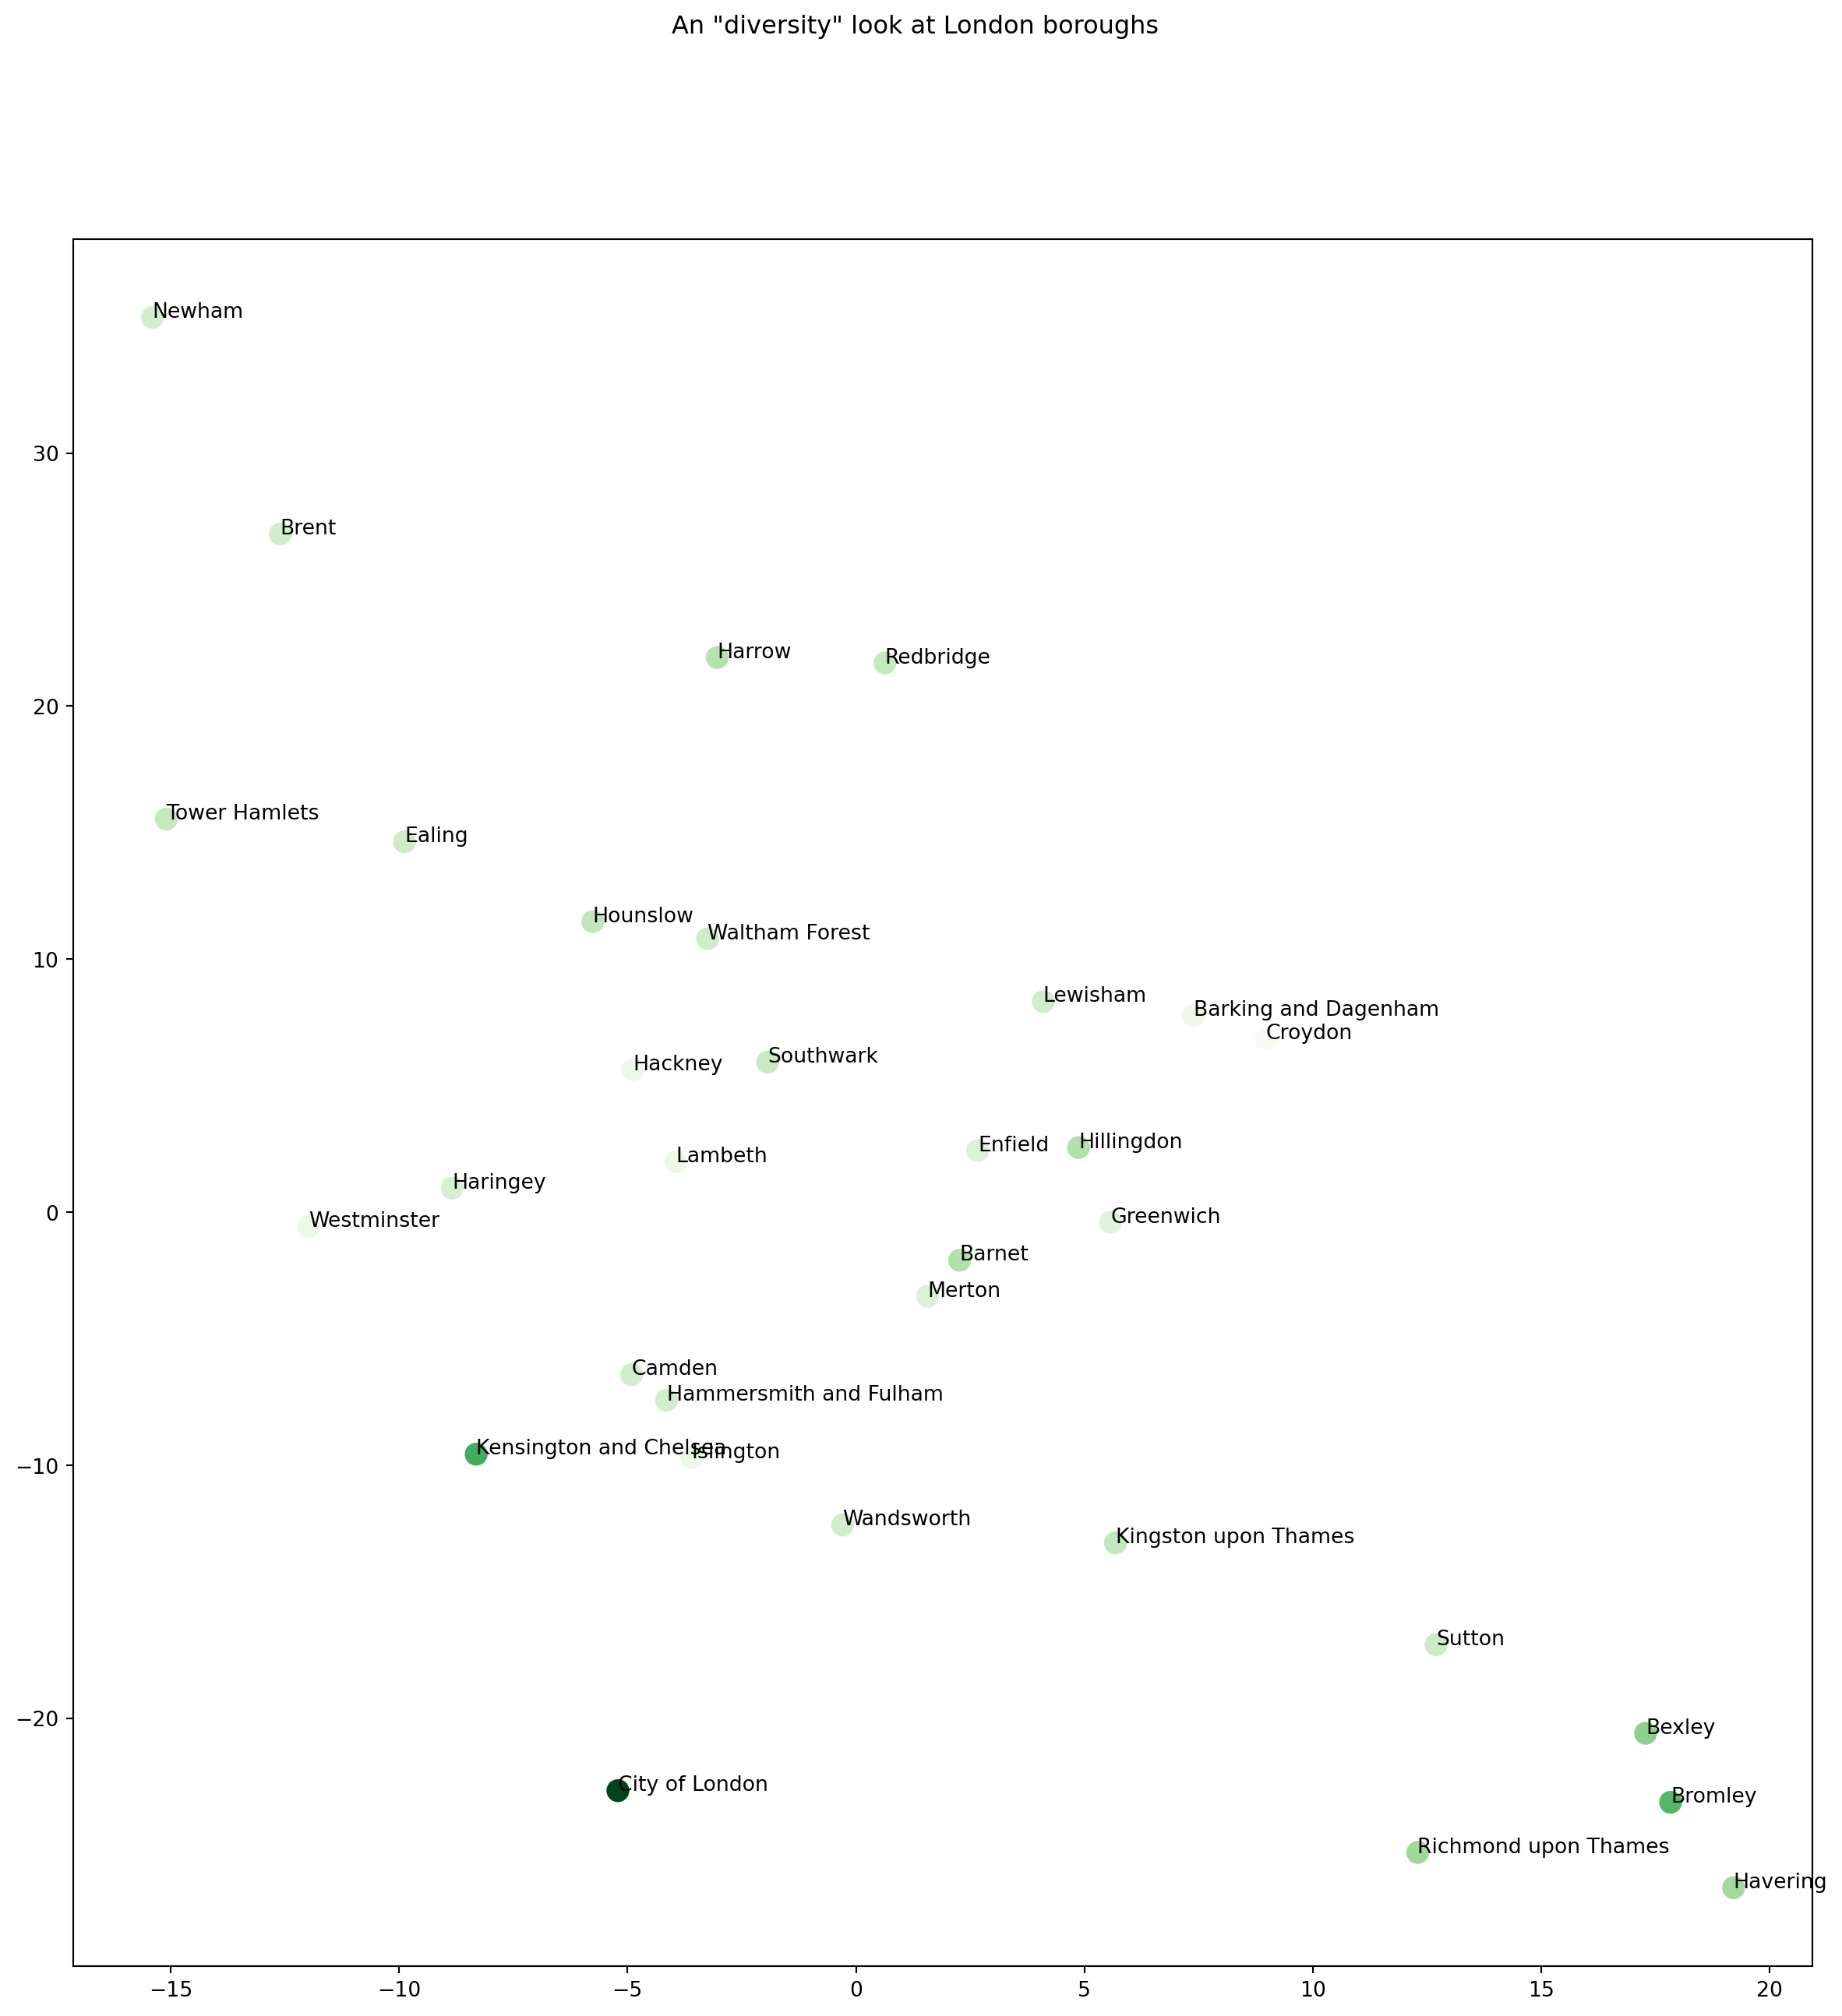 An "diversity" look at London boroughs
Newham
30
Brent
Harrow
Redbridge
20
Tower Hamlets
Ealing
Hounslow
Waltham Forest
10
Lewisham
Barking and Dagenham
Croydon
Southwark
Hackney
Enfield
Hillingdon
Lambeth
Haringey
0
Greenwich
Westminster
Barnet
Merton
Camden
Hammersmith and Fulham
Kensington and Chelsea
Islington
−10
Wandsworth
Kingston upon Thames
Sutton
−20
Bexley
City of London
Bromley
Richmond upon Thames
Havering
−15 −10 −5 0 5 10 15 20